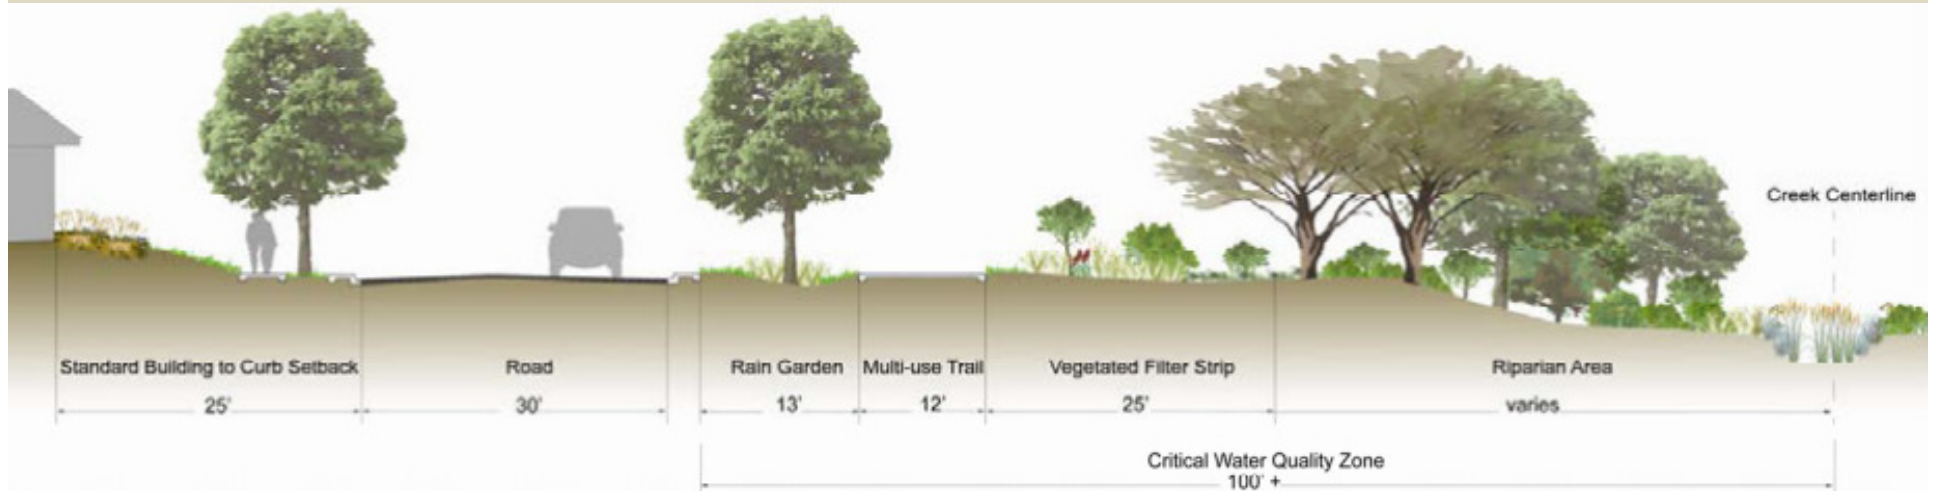 Creek Centerline
Standard Building to Curb Setback
Road
Rain Garden
Multi-use Trail
Vegetated Filter Strip
Riparian Area
25'
30'
13'
12'
25'
varies
Critical Water Quality Zone
100' +